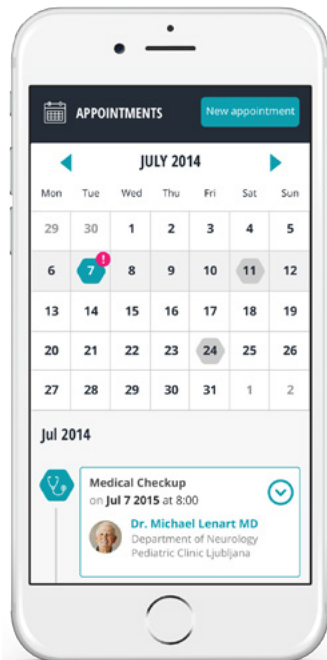 APPOINTMENTS
New appointment
JULY 2014
Mon Tue Wed Thu Fri Sat Sun
29 30 1 2 3 4 5
6 7 ! 8 9 10 11 12
13 14 15 16 17 18 19
20 21 22 23 24 25 26
27 28 29 30 31 1 2
Jul 2014
Medical Checkup
on Jul 7 2015 at 8:00
Dr. Michael Lenart MD
Department of Neurology
Pediatric Clinic Ljubljana